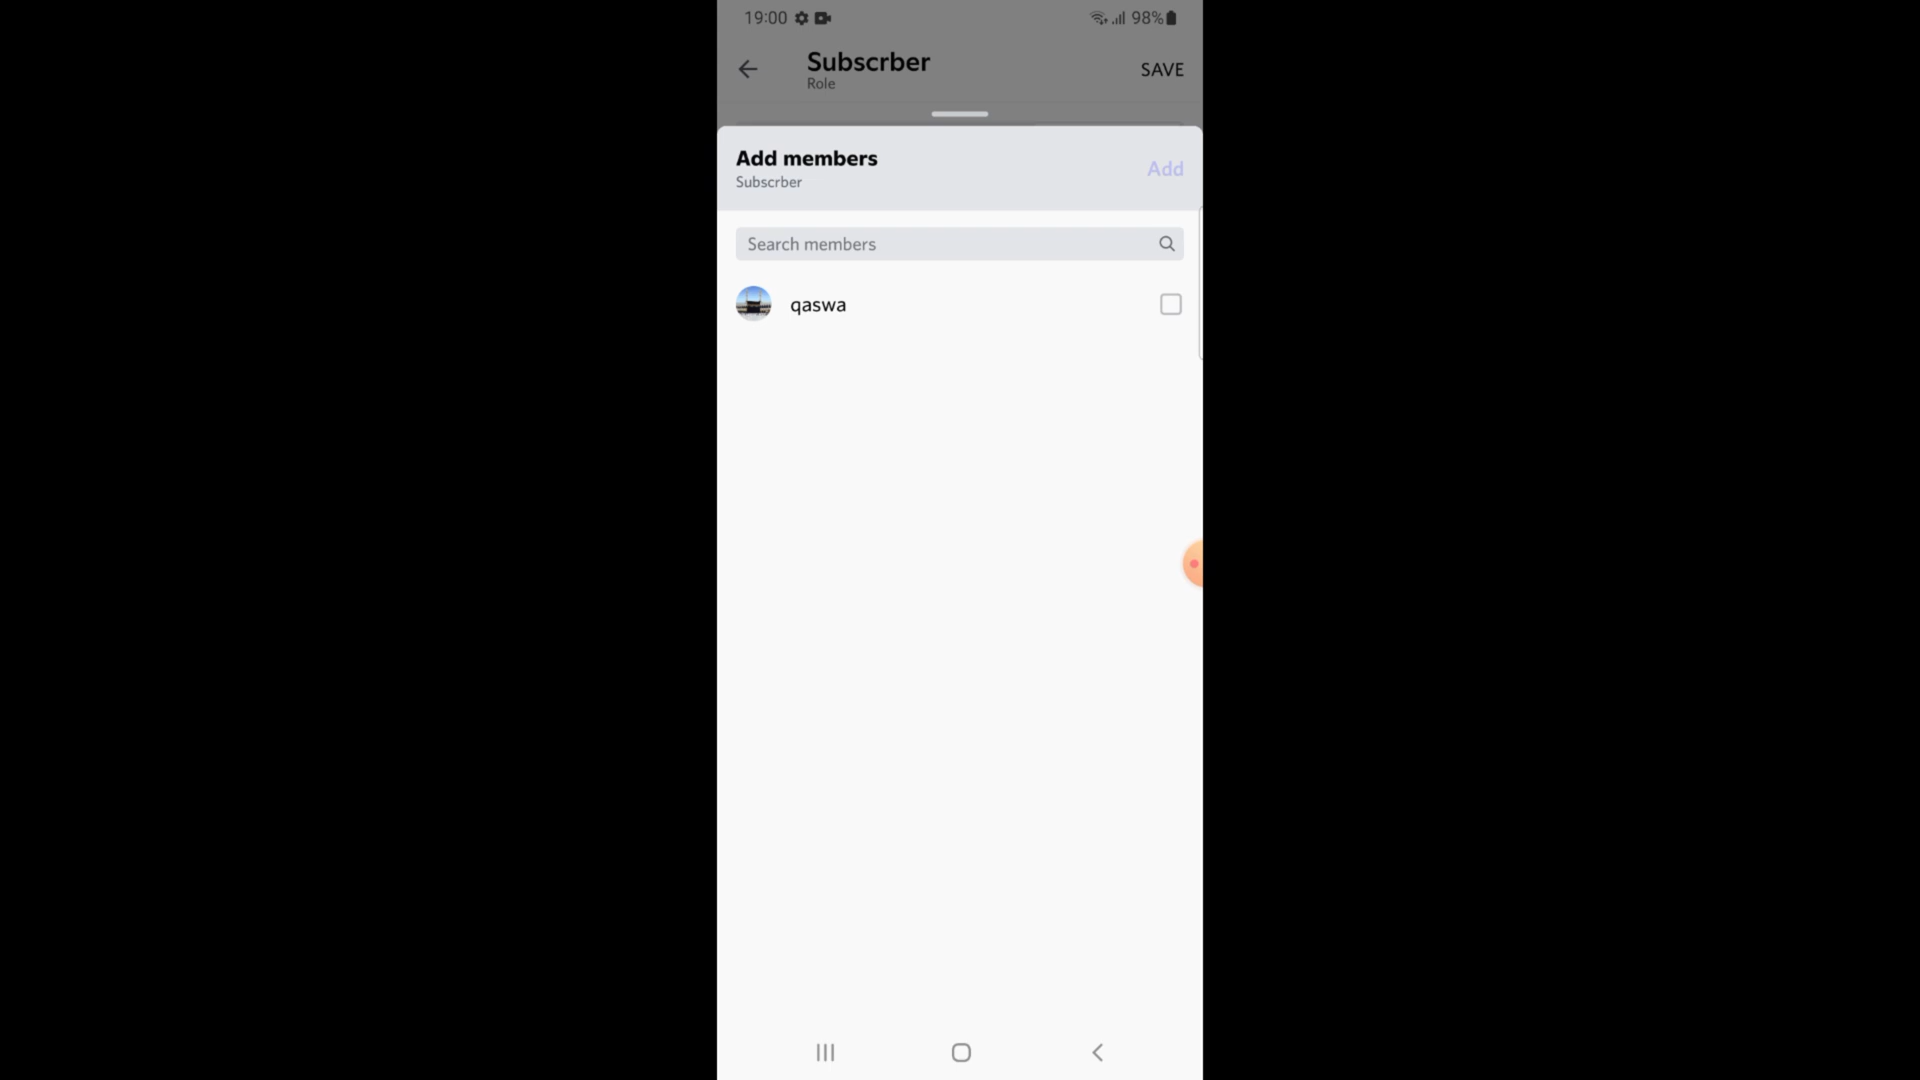 19:00 98%
Subscrber
Role
SAVE
Add members
Subscrber
Add
Search members
qaswa